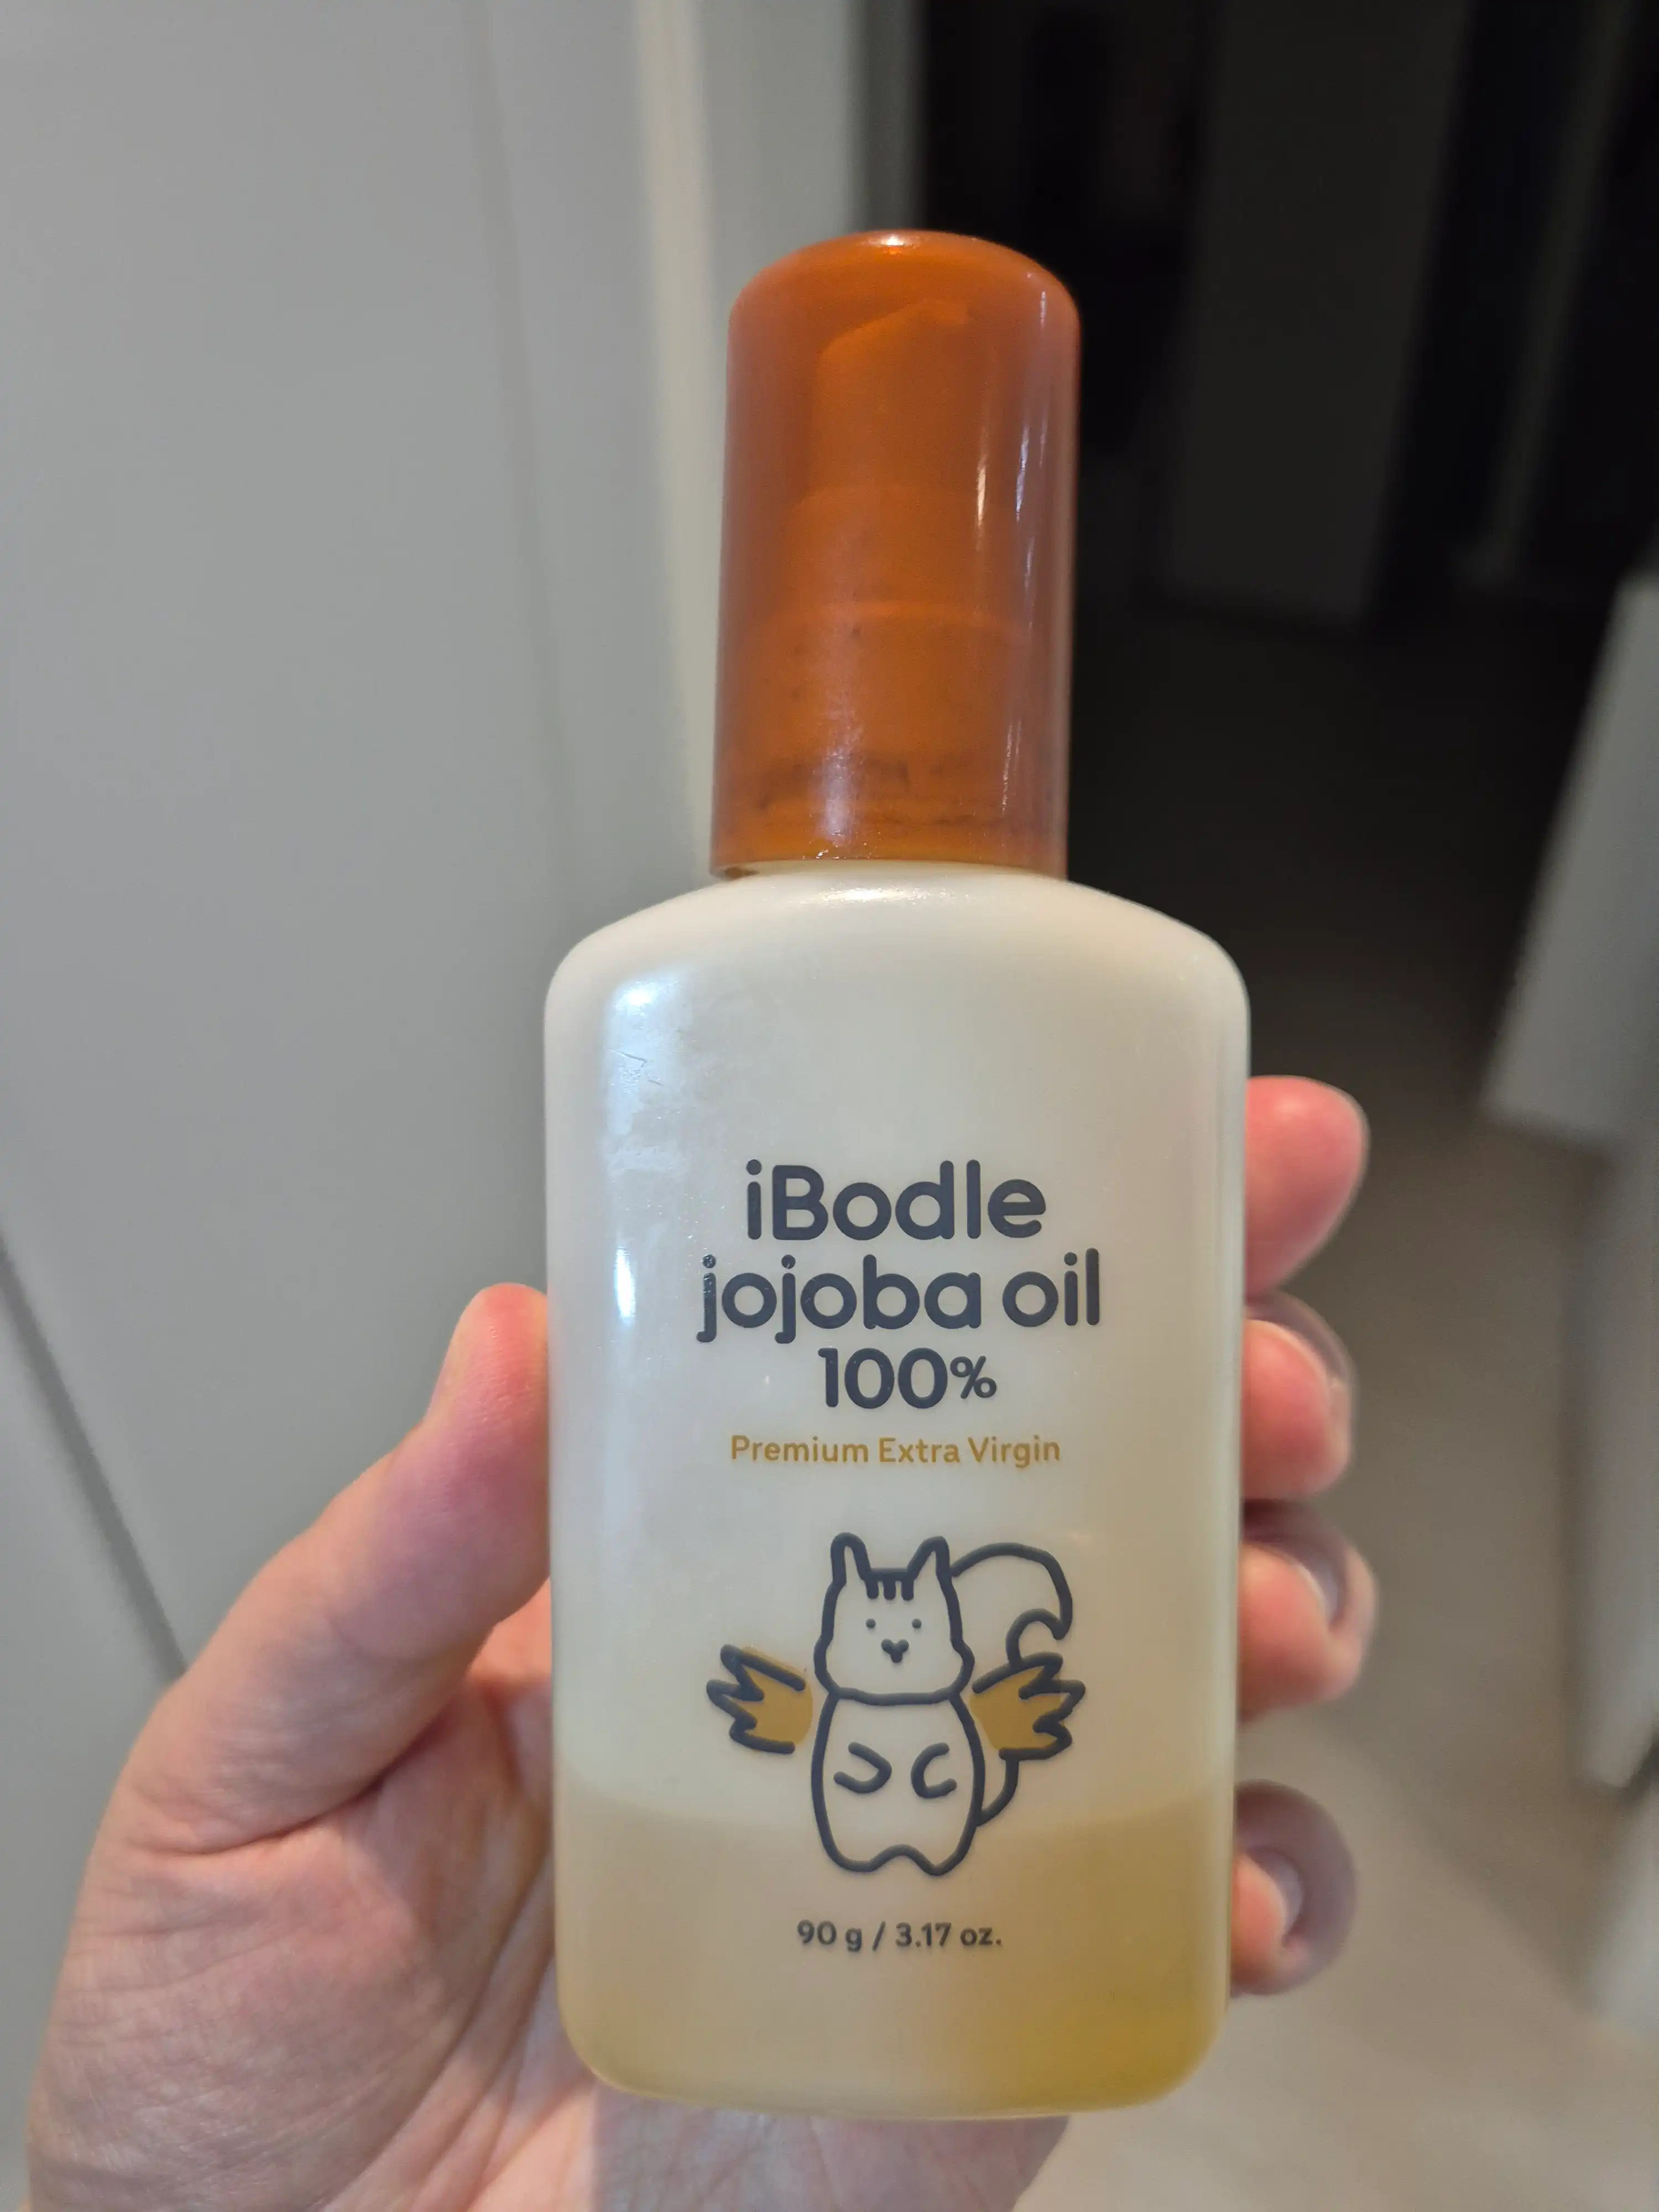 iBodle
jojoba oil
100%
Premium Extra Virgin
90 g / 3.17 oz.